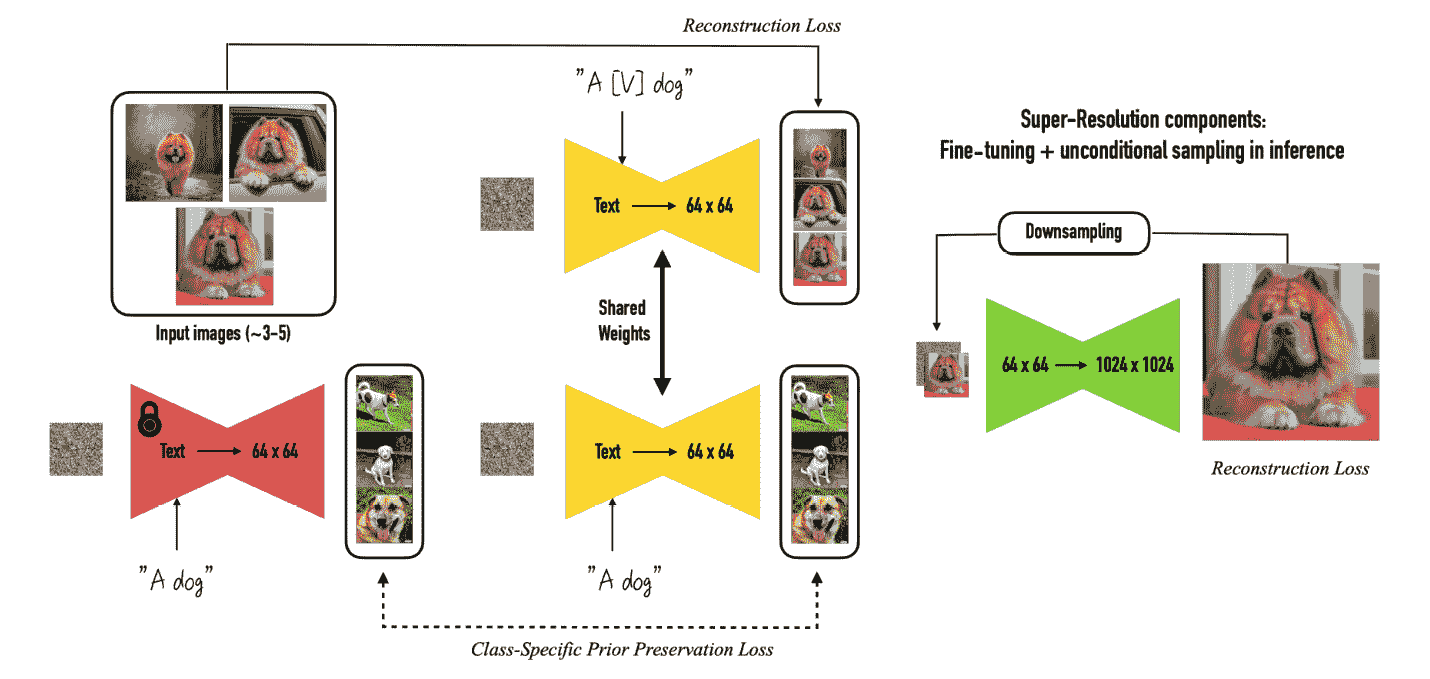 Reconstruction Loss
"A [V] dog"
Text → 64 x 64
Input images (~3-5)
Shared
Weights
Text → 64 x 64
"A dog"
Text → 64 x 64
"A dog"
Class-Specific Prior Preservation Loss
Super-Resolution components:
Fine-tuning + unconditional sampling in inference
Downsampling
64 x 64 → 1024 x 1024
Reconstruction Loss